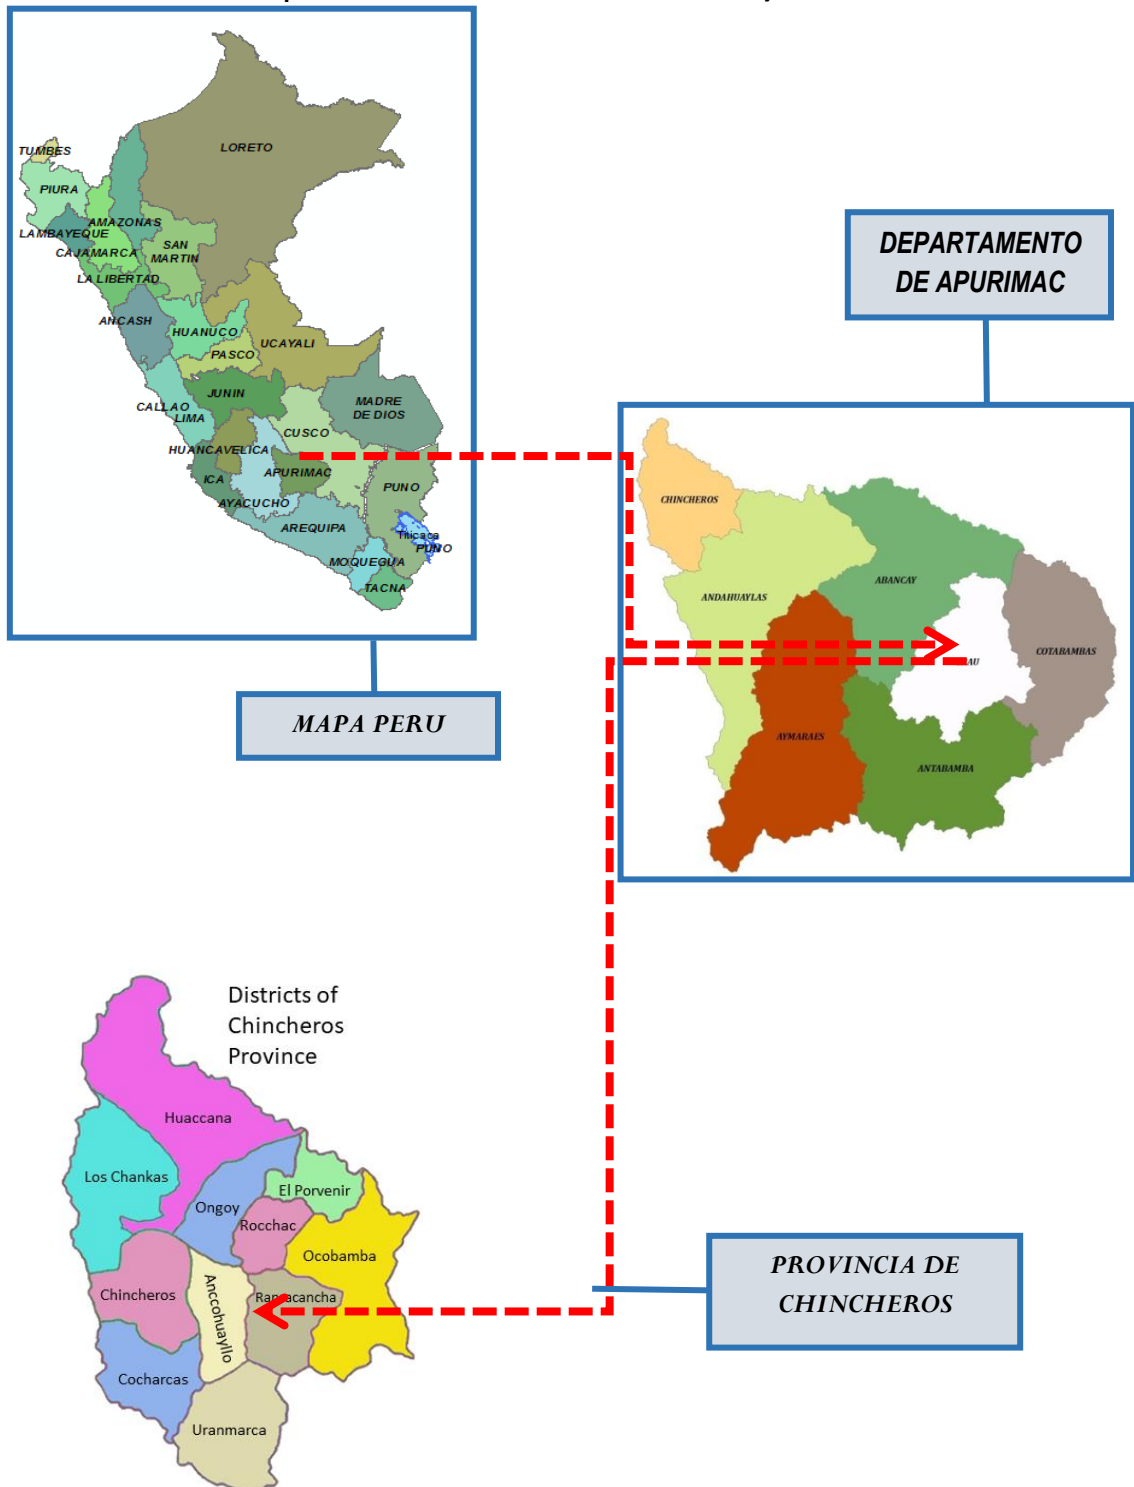 TUMBES
LORETO
PIURA
AMAZONAS
LAMBAYEQUE
CAJAMARCA
SAN
MARTIN
LA LIBERTAD
ANCASH
HUANUCO
UCAYALI
PASCO
JUNIN
MADRE
DE DIOS
CALLAO
LIMA
CUSCO
HUANCAVELICA
APURIMAC
ICA
PUNO
AYACUCHO
AREQUIPA
Titicaca
PUNO
MOQUEGUA
TACNA
MAPA PERU
DEPARTAMENTO
DE APURIMAC
CHINCHEROS
ANDAHUAYLAS
ABANCAY
COTABAMBAS
AU
AYMARAES
ANTABAMBA
Districts of
Chincheros
Province
Huaccana
Los Chankas
El Porvenir
Ongoy
Rocchac
Ocobamba
Chincheros
Anccohuayllo
Cocharcas
Uranmarca
PROVINCIA DE
CHINCHEROS